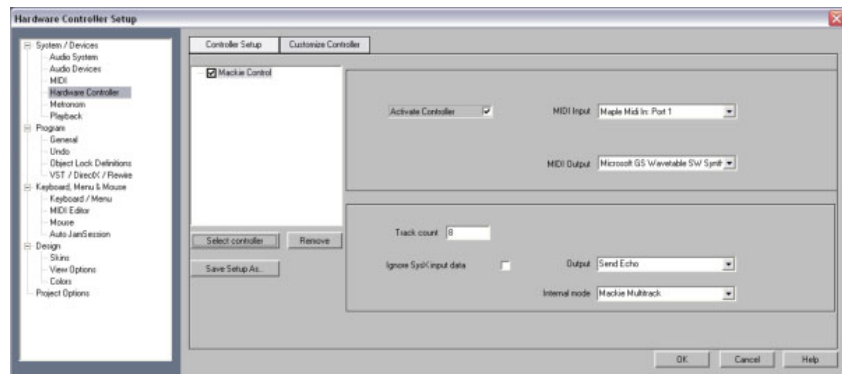 Hardware Controller Setup
System / Devices
Audio System
Audio Devices
MIDI
Hardware Controller
Metronom
Playback
Program
General
Undo
Object Lock Definitions
VST / DirectX / Rewire
Keyboard, Menu & Mouse
Keyboard / Menu
MIDI Editor
Mouse
Auto JamSession
Design
Skins
View Options
Colors
Project Options
Controller Setup
Customize Controller
Mackie Control
Select controller
Remove
Save Setup As..
Activate Controller
MIDI Input Maple Midi In: Port 1
MIDI Output Microsoft GS Wavetable SW Synt
Track count 8
Ignore SysX input data
Output Send Echo
Internal mode Mackie Multitrack
OK
Cancel
Help